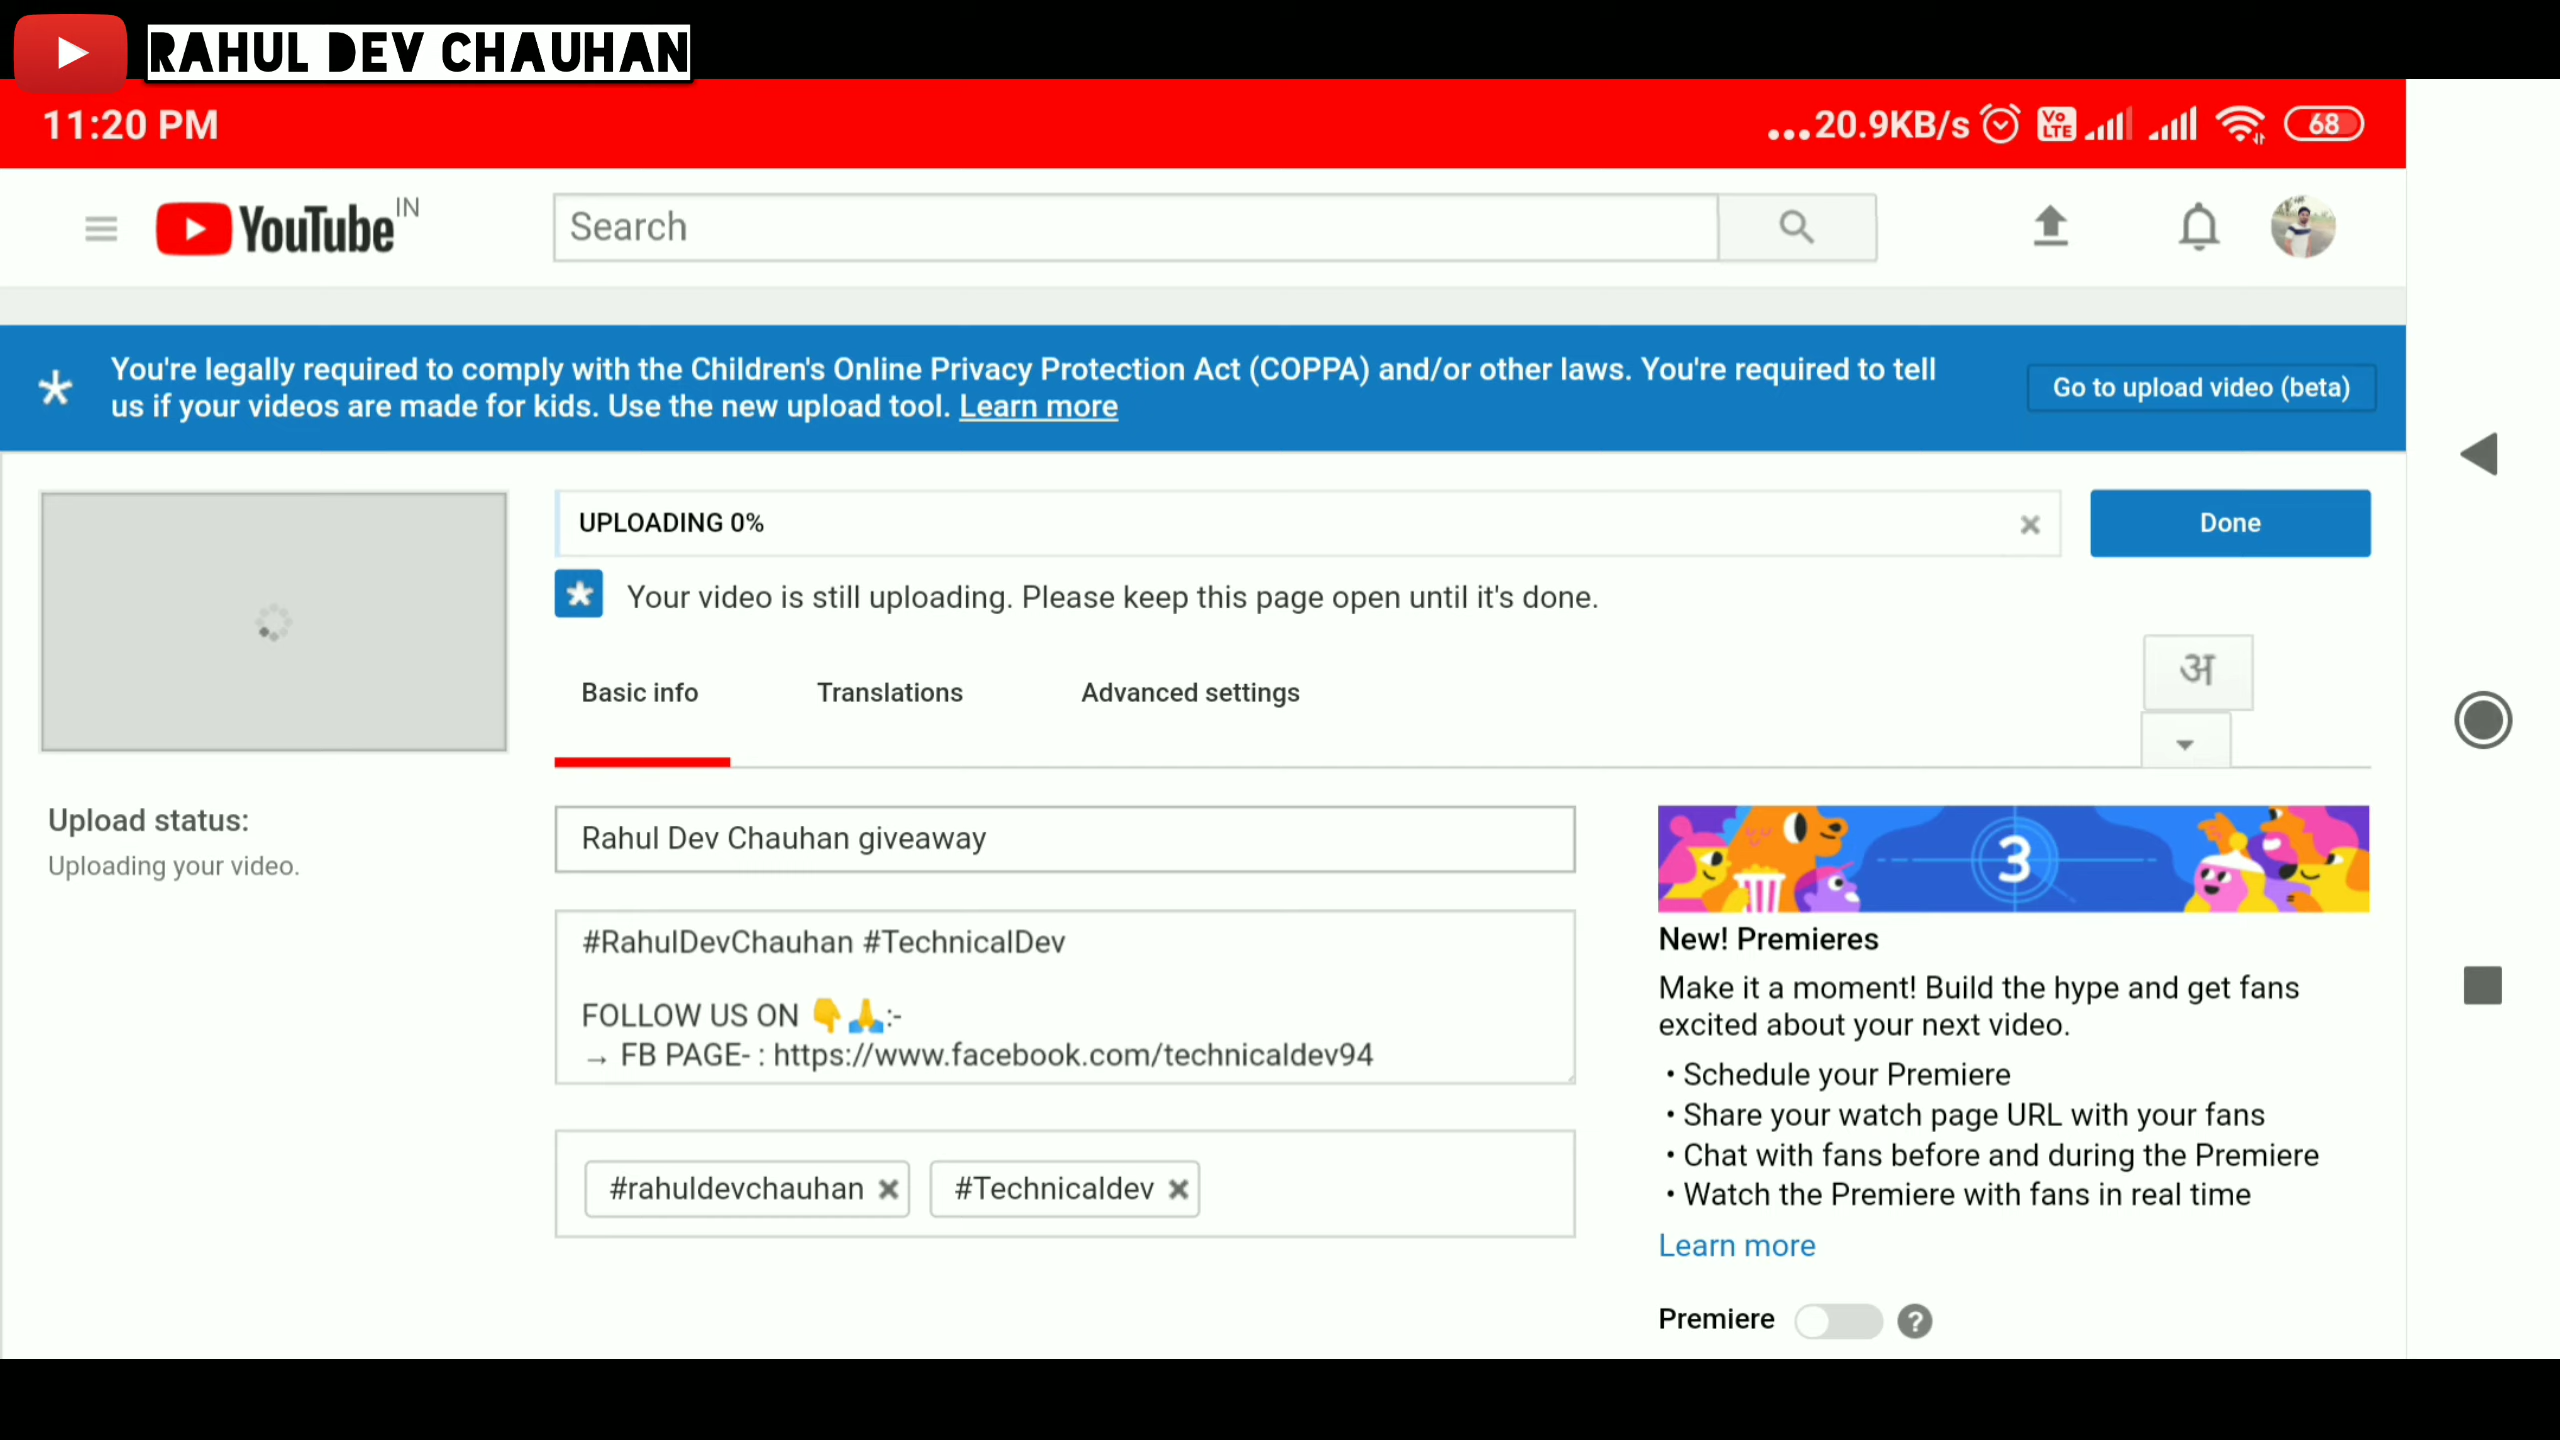 RAHUL DEV CHAUHAN
11:20 PM
...20.9KB/s Vo LTE 68
YouTube IN
Search
You're legally required to comply with the Children's Online Privacy Protection Act (COPPA) and/or other laws. You're required to tell
us if your videos are made for kids. Use the new upload tool. Learn more
Go to upload video (beta)
UPLOADING 0%
Done
Your video is still uploading. Please keep this page open until it's done.
अ
Basic info
Translations
Advanced settings
Upload status:
Uploading your video.
Rahul Dev Chauhan giveaway
#RahulDevChauhan #TechnicalDev
FOLLOW US ON 👇🙏:-
→ FB PAGE- : https://www.facebook.com/technicaldev94
#rahuldevchauhan
#Technicaldev
3
New! Premieres
Make it a moment! Build the hype and get fans
excited about your next video.
• Schedule your Premiere
• Share your watch page URL with your fans
• Chat with fans before and during the Premiere
• Watch the Premiere with fans in real time
Learn more
Premiere ?